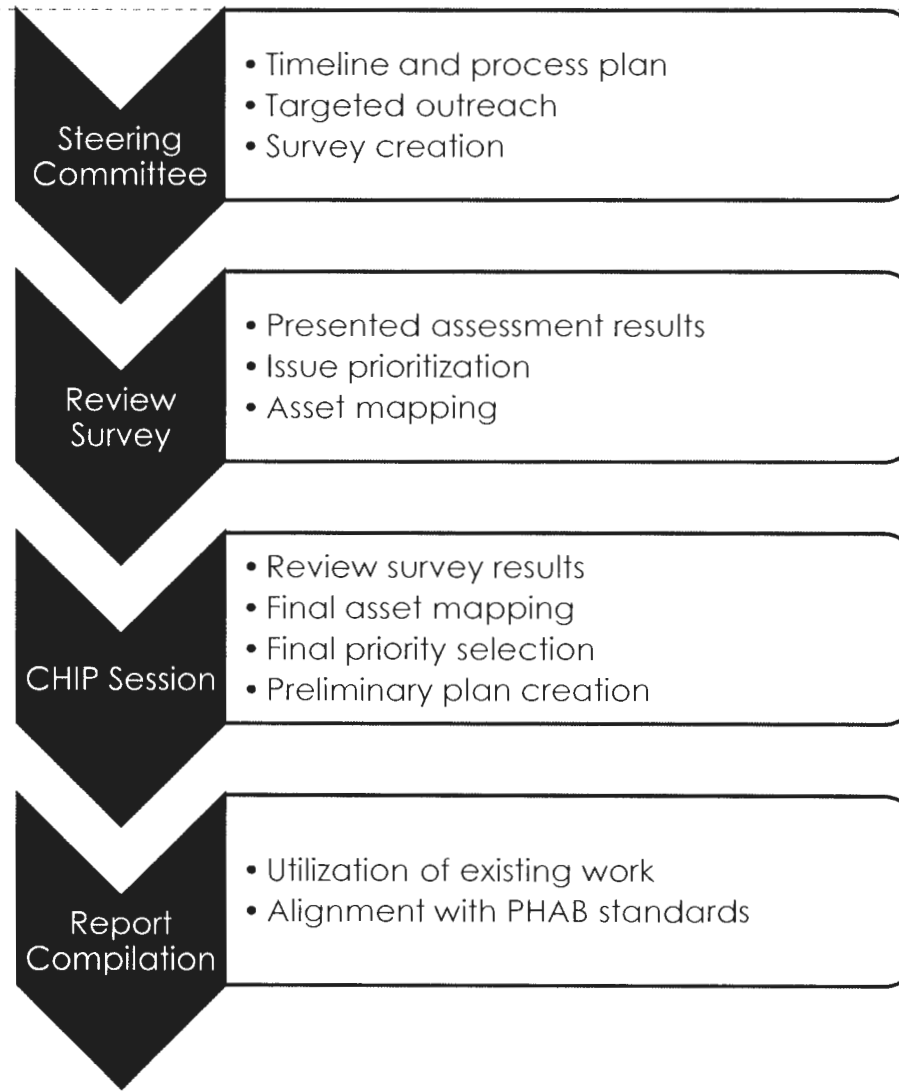 Steering
Committee
• Timeline and process plan
• Targeted outreach
• Survey creation
Review
Survey
• Presented assessment results
• Issue prioritization
• Asset mapping
CHIP Session
• Review survey results
• Final asset mapping
• Final priority selection
• Preliminary plan creation
Report
Compilation
• Utilization of existing work
• Alignment with PHAB standards